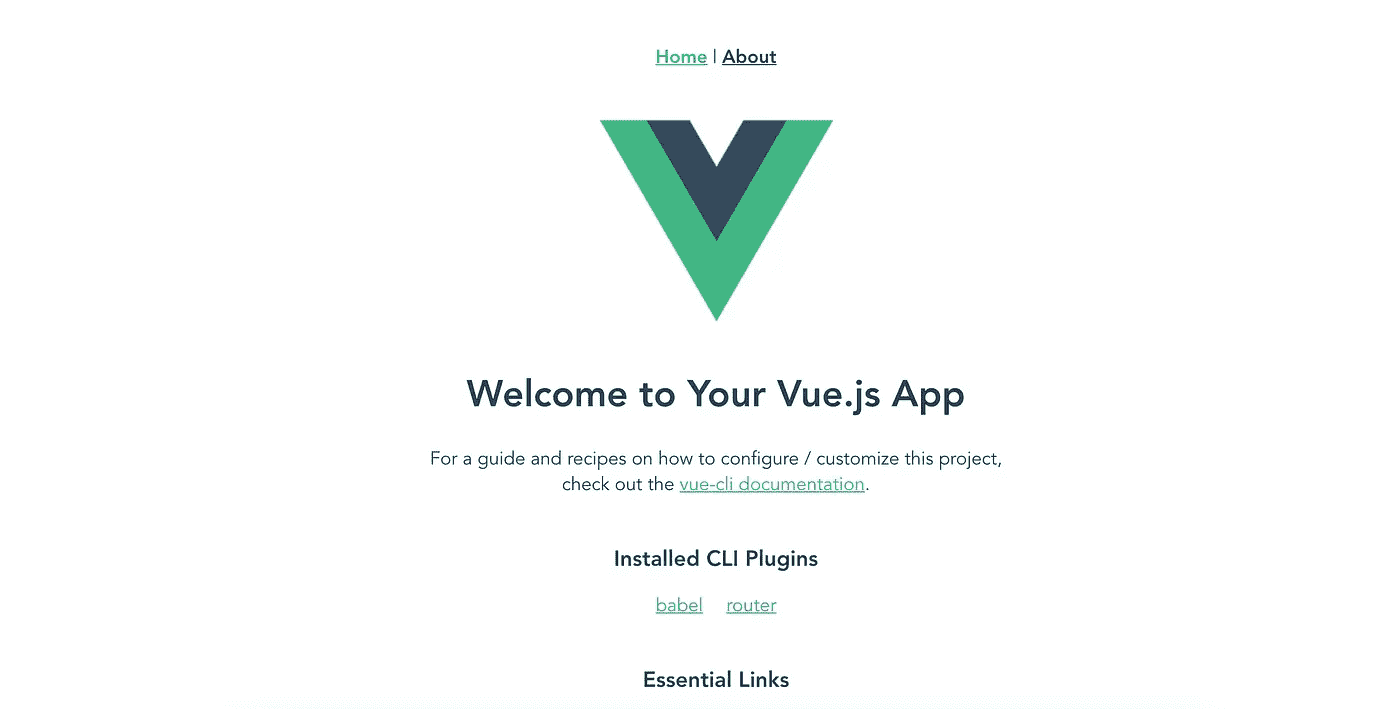 Home | About
Welcome to Your Vue.js App
For a guide and recipes on how to configure / customize this project,
check out the vue-cli documentation.
Installed CLI Plugins
babel router
Essential Links